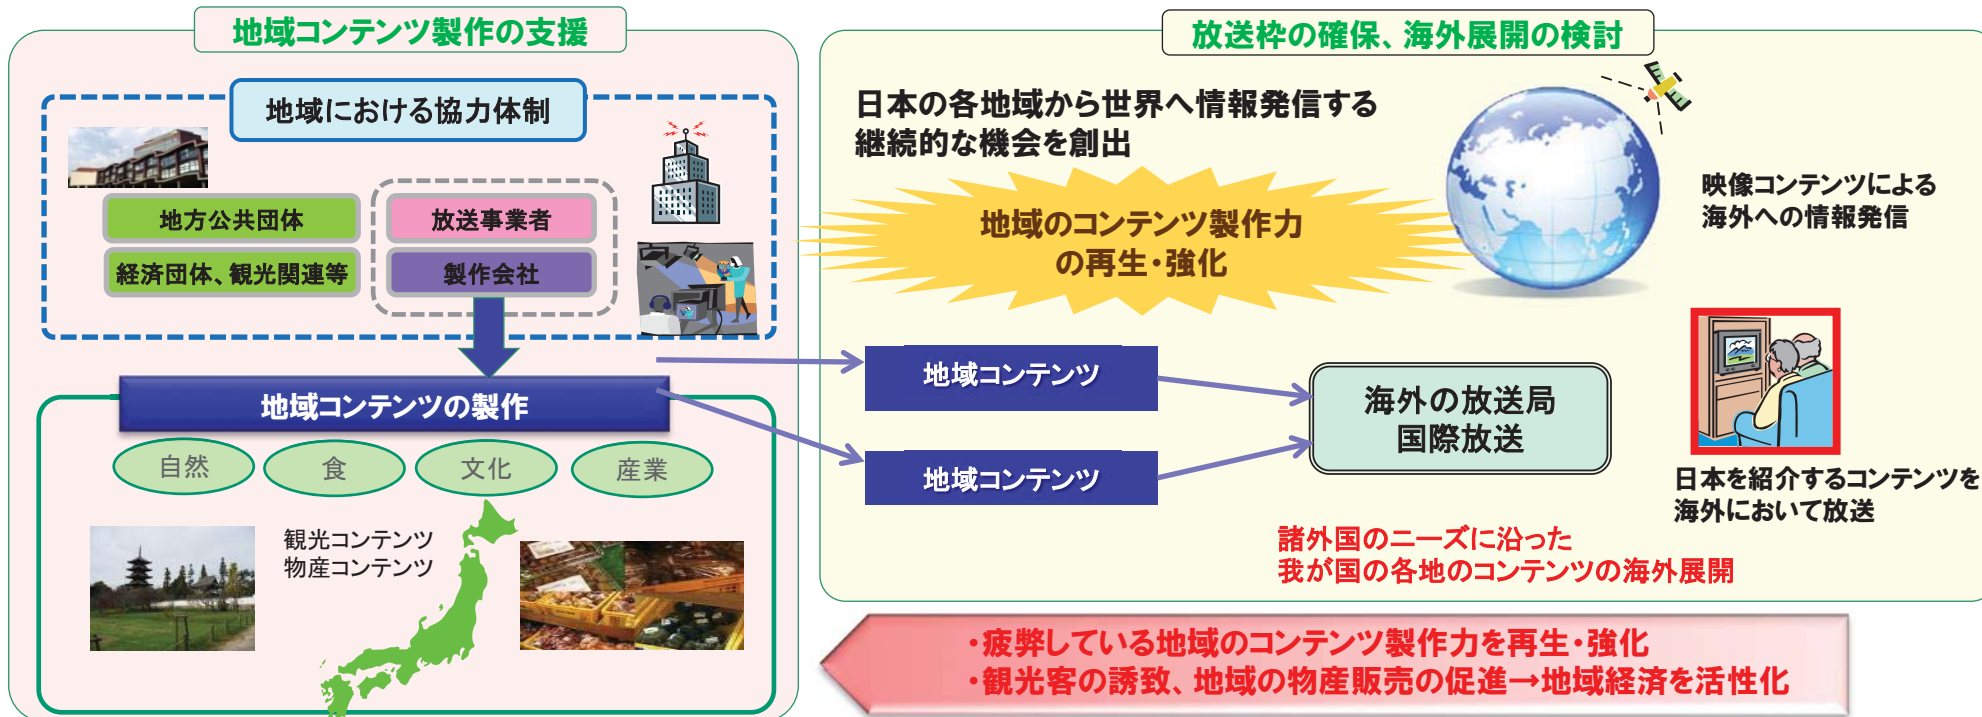 地域コンテンツ製作の支援
地域における協力体制
地方公共団体
経済団体、観光関連等
放送事業者
製作会社
地域コンテンツの製作
自然
食
文化
産業
観光コンテンツ
物産コンテンツ
放送枠の確保、海外展開の検討
日本の各地域から世界へ情報発信する
継続的な機会を創出
地域のコンテンツ製作力
の再生・強化
映像コンテンツによる
海外への情報発信
地域コンテンツ
地域コンテンツ
海外の放送局
国際放送
日本を紹介するコンテンツを
海外において放送
諸外国のニーズに沿った
我が国の各地のコンテンツの海外展開
・疲弊している地域のコンテンツ製作力を再生・強化
・観光客の誘致、地域の物産販売の促進→地域経済を活性化